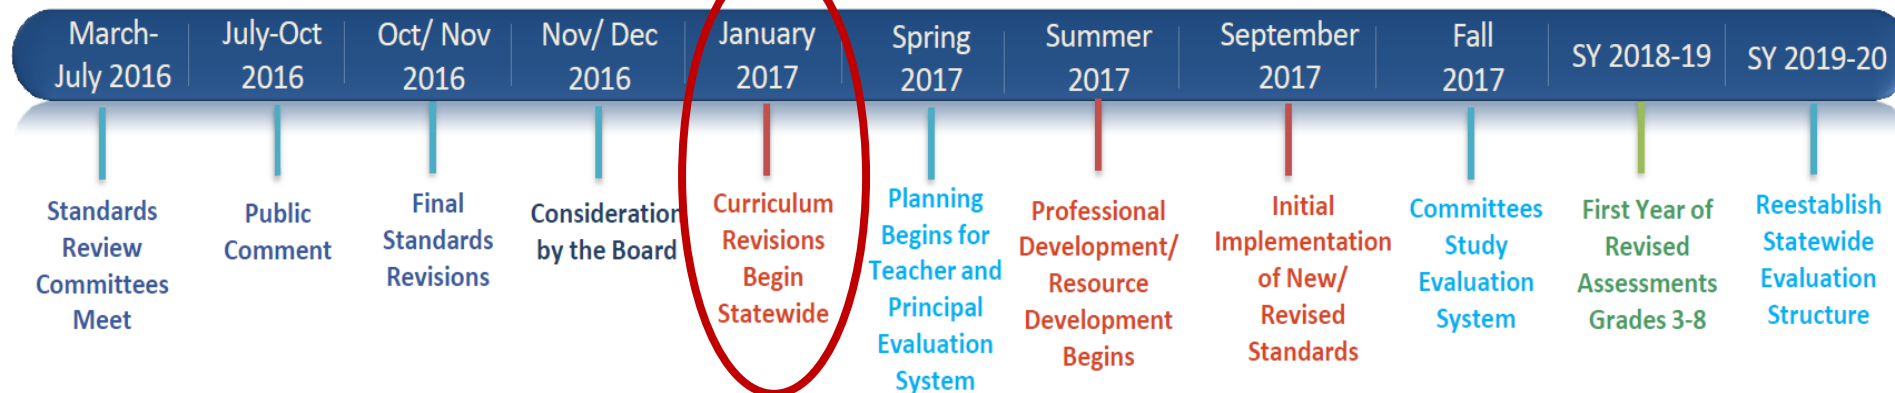 March-
July 2016
July-Oct
2016
Oct/ Nov
2016
Nov/ Dec
2016
January
2017
Spring
2017
Summer
2017
September
2017
Fall
2017
SY 2018-19
SY 2019-20
Standards
Review
Committees
Meet
Public
Comment
Final
Standards
Revisions
Consideration
by the Board
Curriculum
Revisions
Begin
Statewide
Planning
Begins for
Teacher and
Principal
Evaluation
System
Professional
Development/
Resource
Development
Begins
Initial
Implementation
of New/
Revised
Standards
Committees
Study
Evaluation
System
First Year of
Revised
Assessments
Grades 3-8
Reestablish
Statewide
Evaluation
Structure